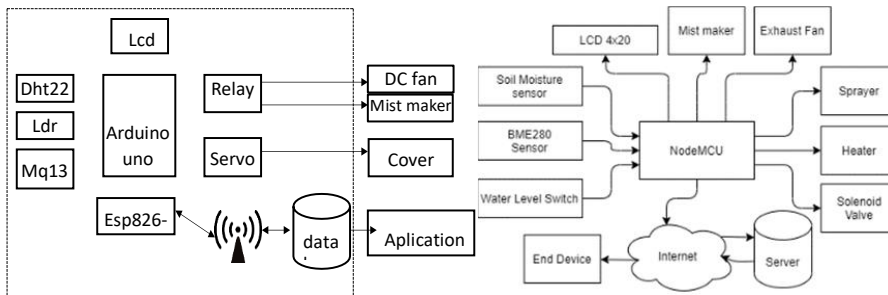 Lcd
Dht22
Ldr
Mq13
Arduino
uno
Relay
Servo
DC fan
Mist maker
Cover
Esp826-
data
Aplication
LCD 4x20
Mist
maker
Exhaust Fan
Soil Moisture
sensor
BME280
Sensor
Water Level Switch
NodeMCU
Sprayer
Heater
Solenoid
Valve
End Device
Internet
Server